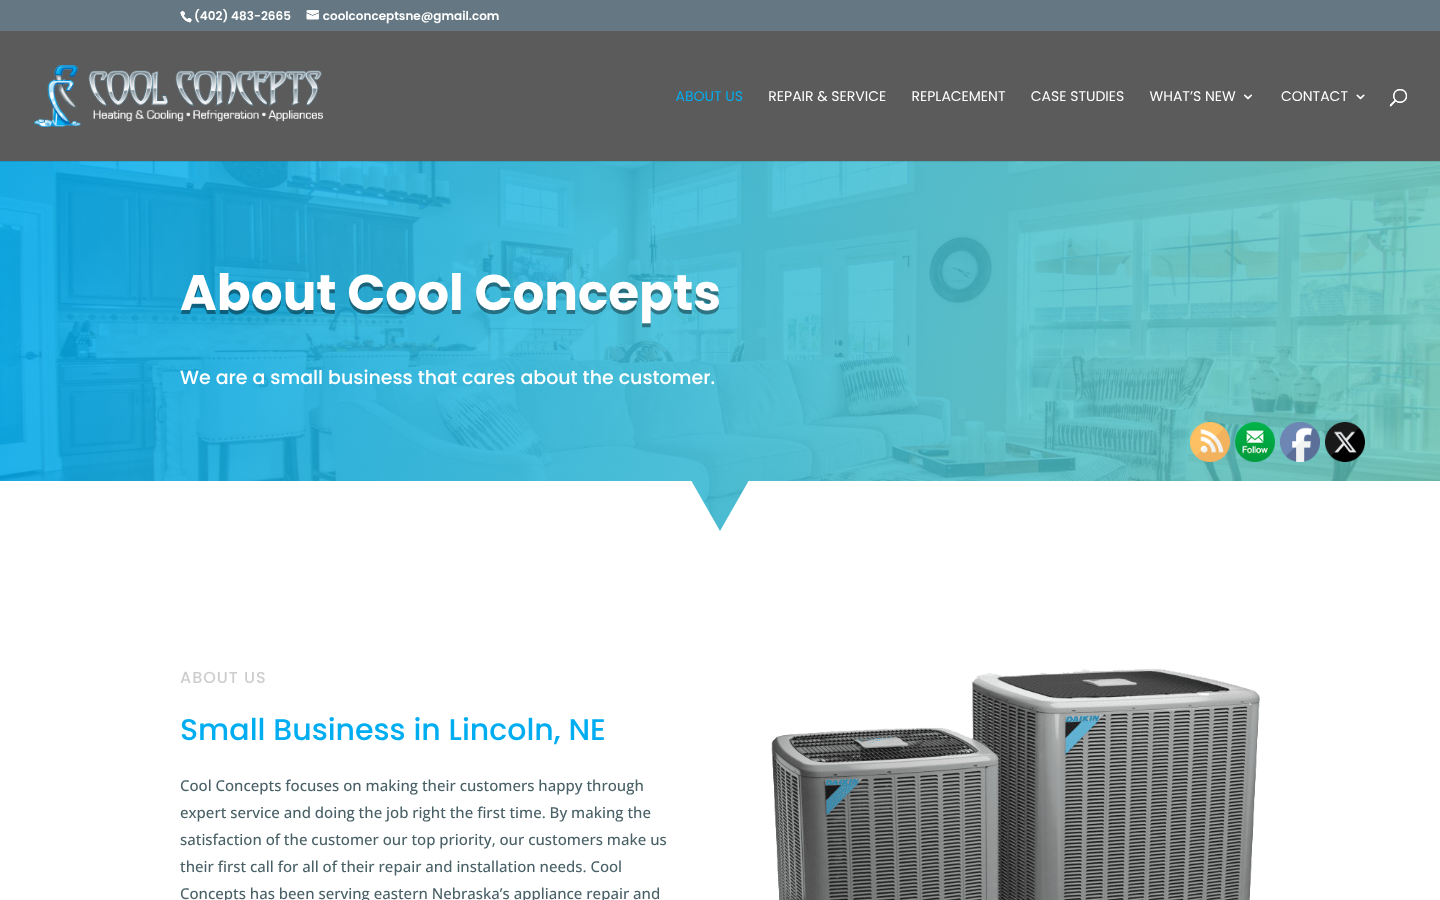 (402) 483-2665 coolconceptsne@gmail.com
COOL CONCEPTS
Heating & Cooling • Refrigeration • Appliances
ABOUT US REPAIR & SERVICE REPLACEMENT CASE STUDIES WHAT’S NEW CONTACT
About Cool Concepts
We are a small business that cares about the customer.
Follow
ABOUT US
Small Business in Lincoln, NE
Cool Concepts focuses on making their customers happy through
expert service and doing the job right the first time. By making the
satisfaction of the customer our top priority, our customers make us
their first call for all of their repair and installation needs. Cool
Concepts has been serving eastern Nebraska’s appliance repair and
DAIKIN
DAIKIN